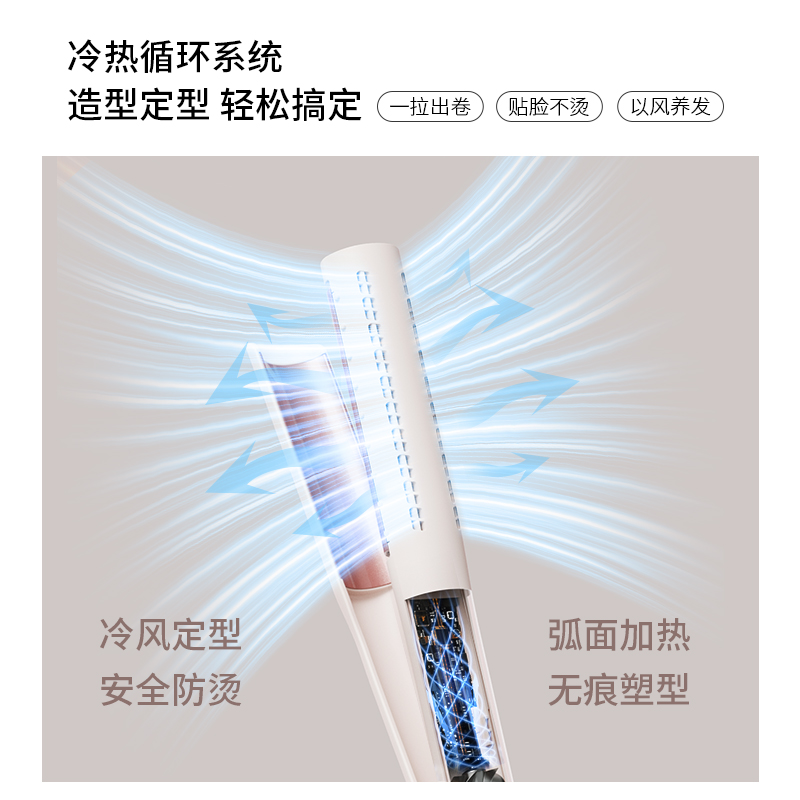 冷热循环系统
造型定型 轻松搞定 一拉出卷 贴脸不烫 以风养发
冷风定型
安全防烫
弧面加热
无痕塑型